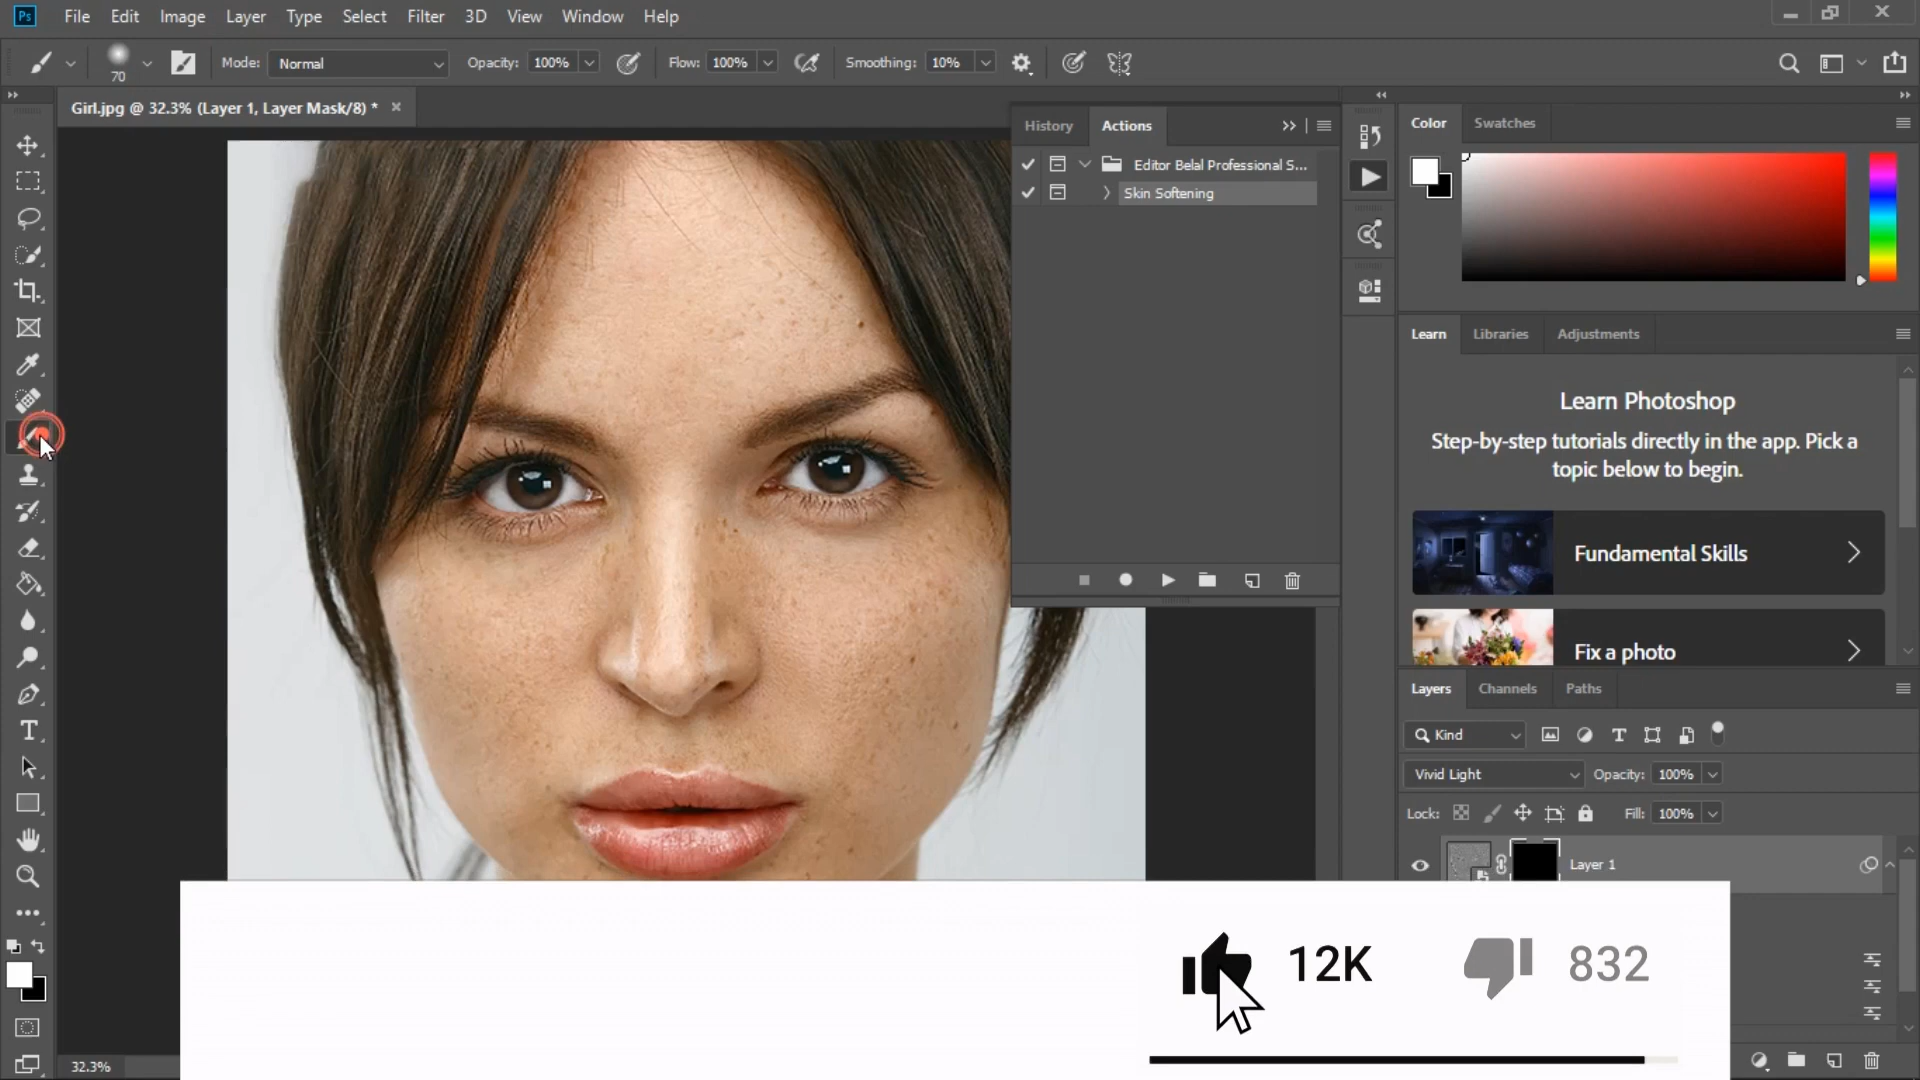 Ps File Edit Image Layer Type Select Filter 3D View Window Help
70 Mode: Normal Opacity: 100% Flow: 100% Smoothing: 10%
Girl.jpg @ 32.3% (Layer 1, Layer Mask/8) *
History Actions
Editor Belal Professional S...
Skin Softening
Color Swatches
Learn Libraries Adjustments
Learn Photoshop
Step-by-step tutorials directly in the app. Pick a
topic below to begin.
Fundamental Skills
Fix a photo
Layers Channels Paths
Kind
Vivid Light Opacity: 100%
Lock: Fill: 100%
Layer 1
12K 832
32.3%